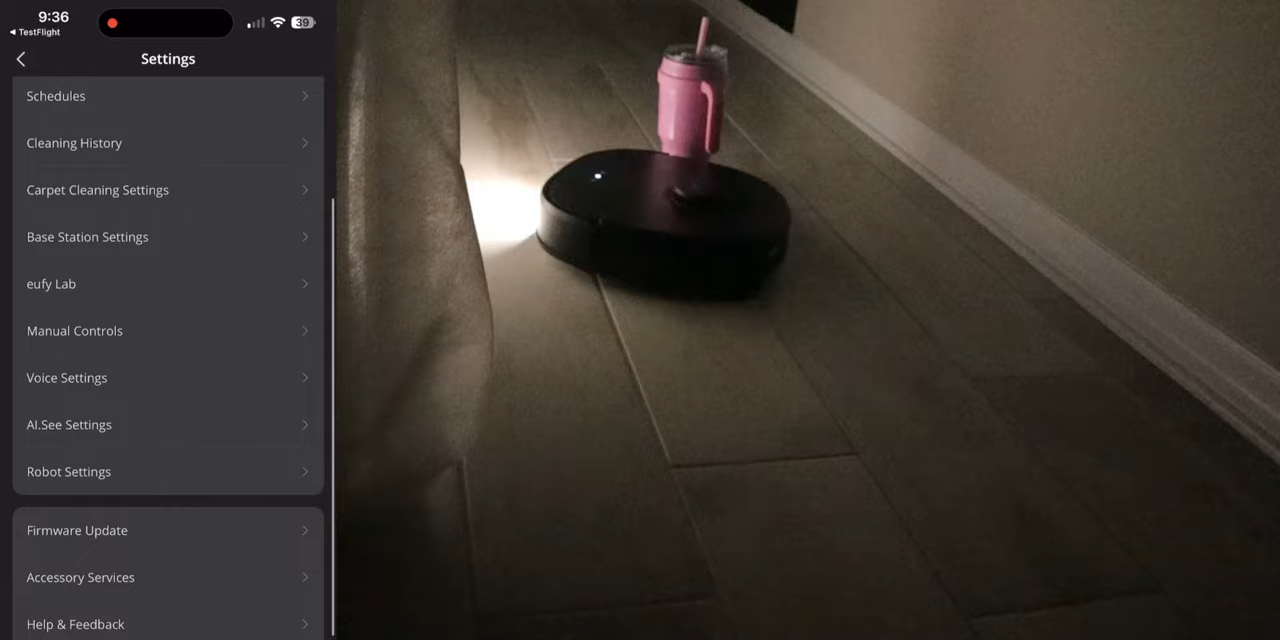 9:36
39
◄ TestFlight
Settings
Schedules
Cleaning History
Carpet Cleaning Settings
Base Station Settings
eufy Lab
Manual Controls
Voice Settings
AI.See Settings
Robot Settings
Firmware Update
Accessory Services
Help & Feedback